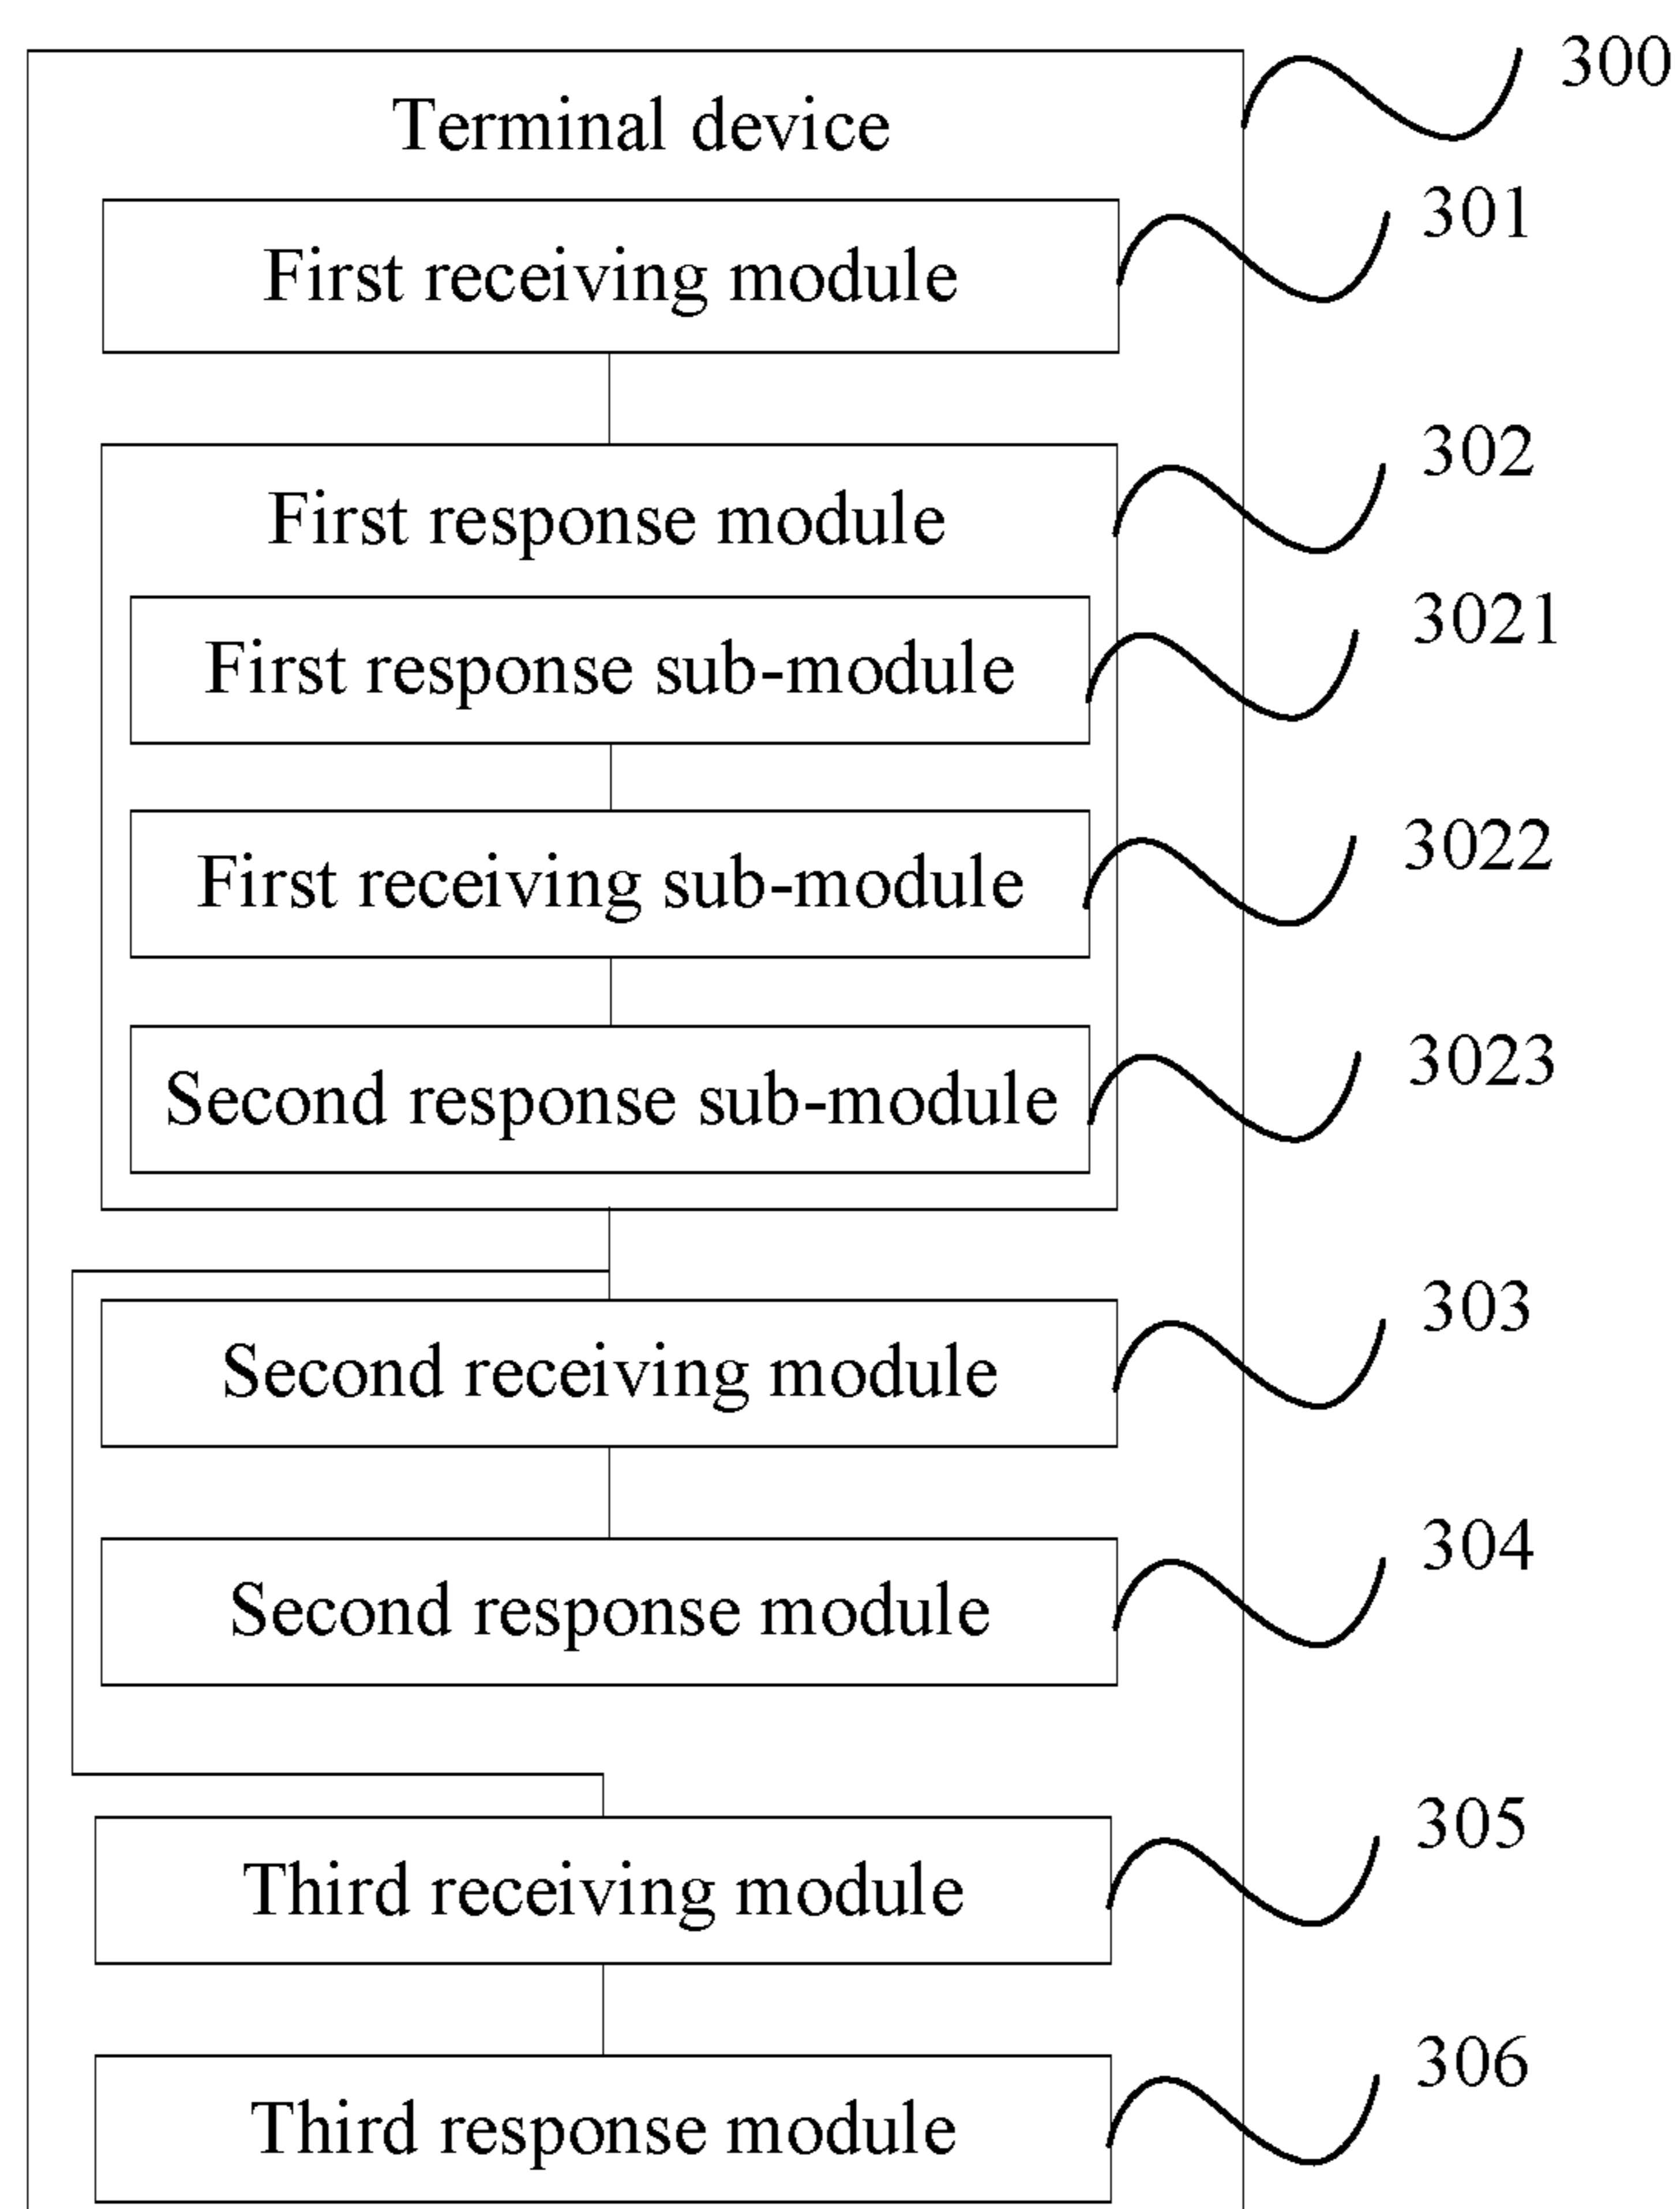 300
Terminal device
301
First receiving module
302
First response module
3021
First response sub-module
3022
First receiving sub-module
3023
Second response sub-module
303
Second receiving module
304
Second response module
305
Third receiving module
306
Third response module